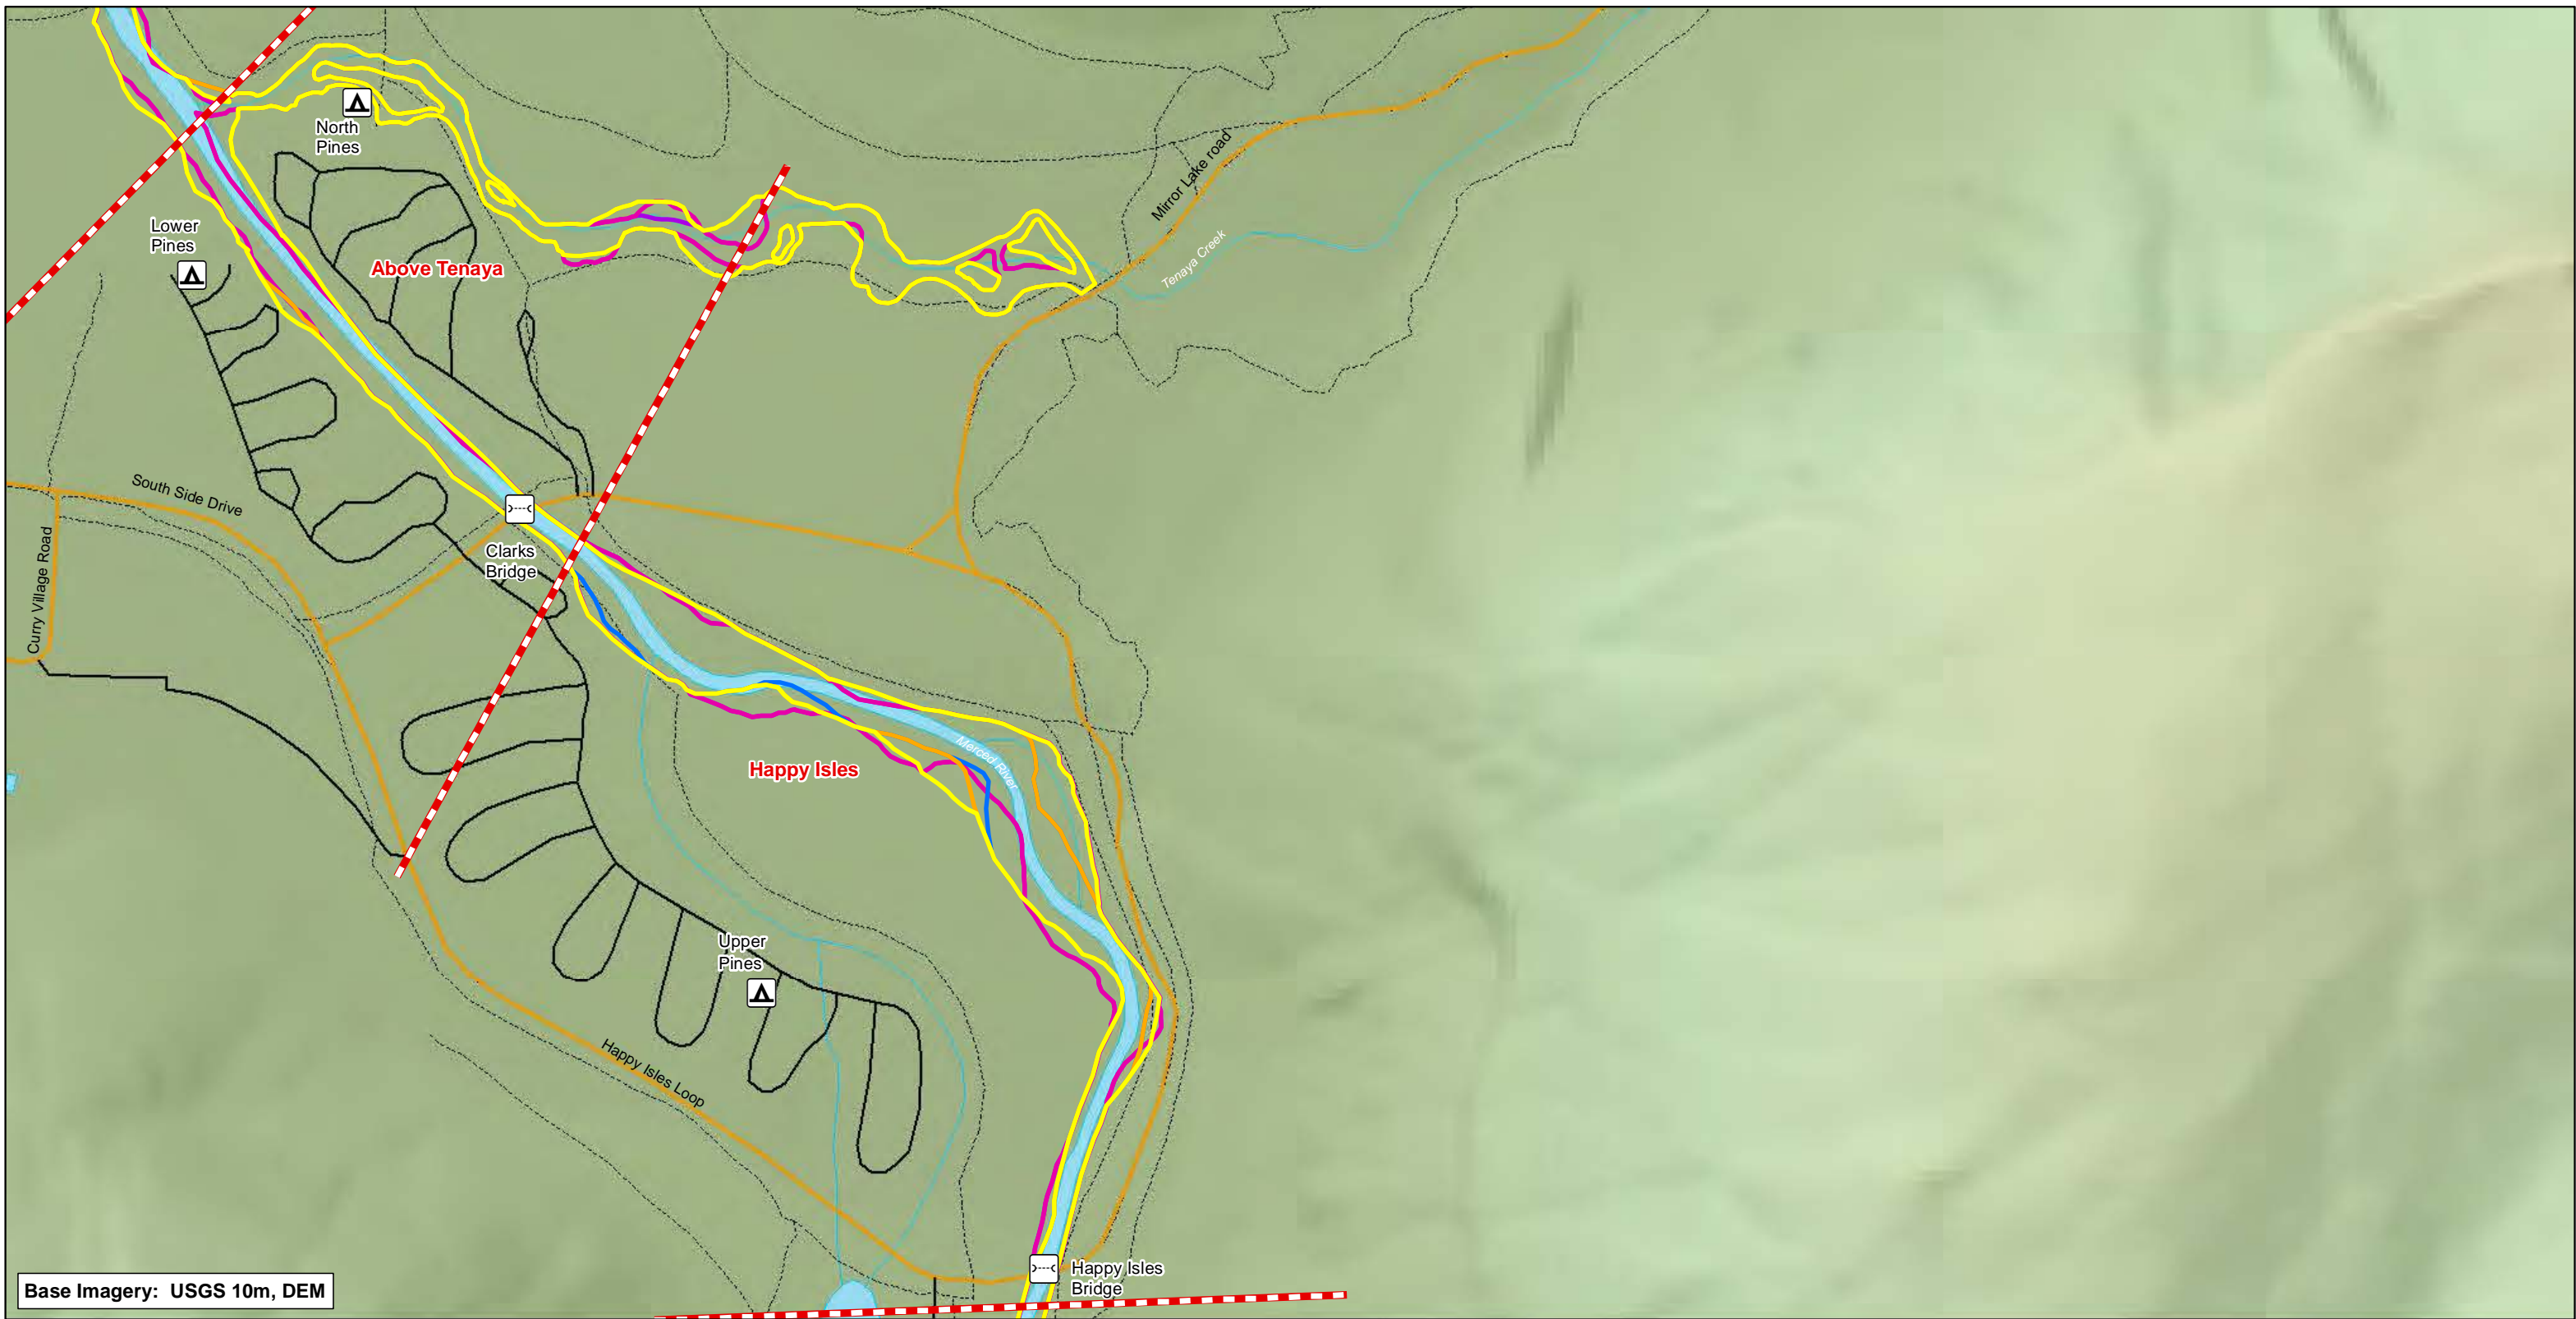 North
Pines
Mirror Lake road
Lower
Pines
Tenaya Creek
Above Tenaya
South Side Drive
Curry Village Road
Clarks
Bridge
Merced River
Happy Isles
Upper
Pines
Happy Isles Loop
Happy Isles
Bridge
Base Imagery: USGS 10m, DEM